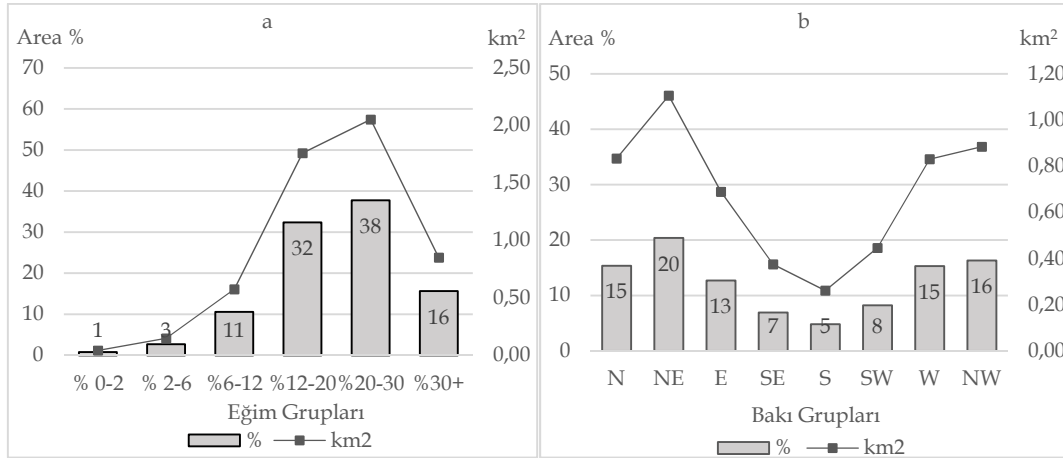 a
Area %
km²
70
60
50
40
30
20
10
0
2,50
2,00
1,50
1,00
0,50
0,00
1
3
11
32
38
16
% 0-2
% 2-6
%6-12
%12-20
%20-30
%30+
Eğim Grupları
%
km2
b
Area %
km²
50
40
30
20
10
0
1,20
1,00
0,80
0,60
0,40
0,20
0,00
15
20
13
7
5
8
15
16
N
NE
E
SE
S
SW
W
NW
Bakı Grupları
%
km2